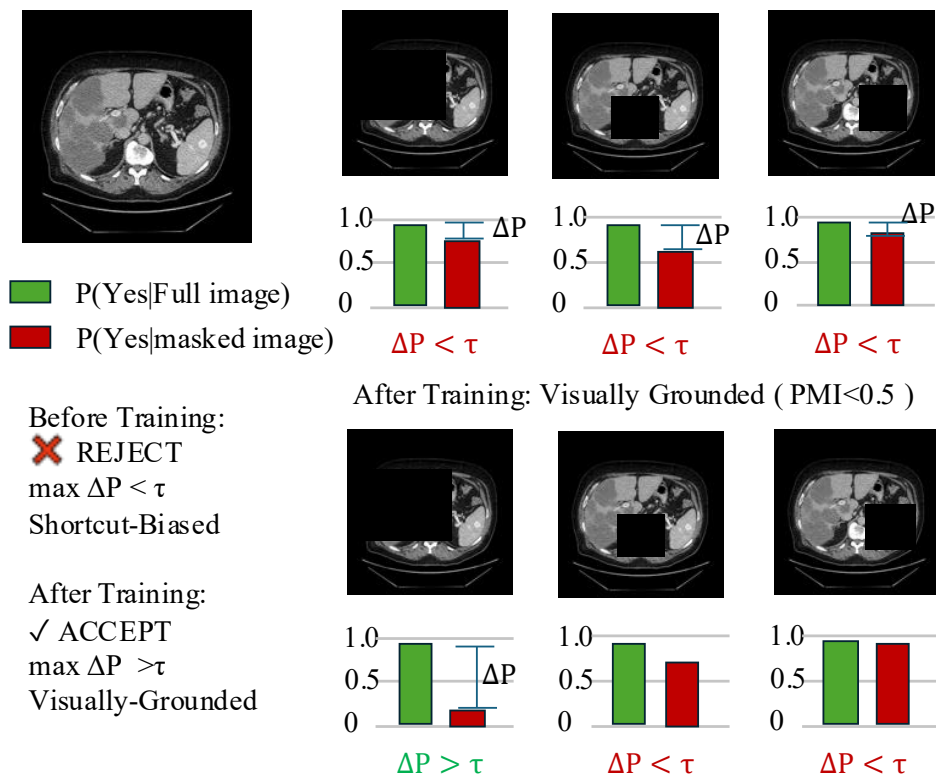 1.0
0.5
0
ΔP
1.0
0.5
0
ΔP
1.0
0.5
0
ΔP
P(Yes|Full image)
P(Yes|masked image)
ΔP < τ
ΔP < τ
ΔP < τ
After Training: Visually Grounded ( PMI<0.5 )
Before Training:
❌ REJECT
max ΔP < τ
Shortcut-Biased
After Training:
✓ ACCEPT
max ΔP >τ
Visually-Grounded
1.0
0.5
0
ΔP
1.0
0.5
0
1.0
0.5
0
ΔP > τ
ΔP < τ
ΔP < τ